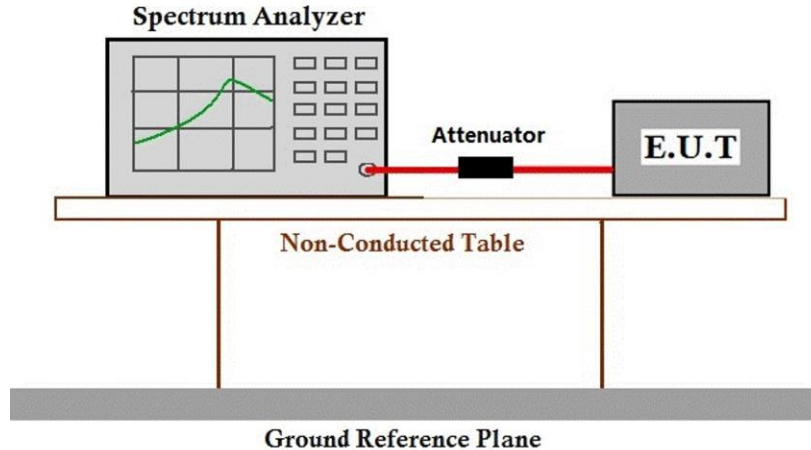 Spectrum Analyzer
Attenuator
E.U.T
Non-Conducted Table
Ground Reference Plane